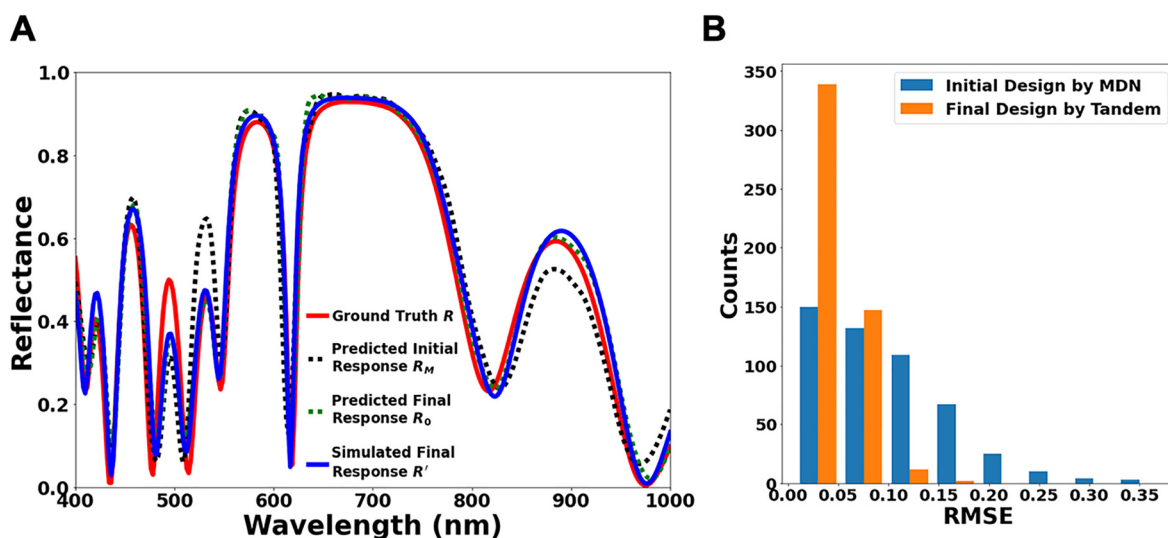 A
Reflectance
1.0
0.8
0.6
0.4
0.2
0.0
400
500
600
700
800
900
1000
Wavelength (nm)
Ground Truth R
Predicted Initial
Response R_M
Predicted Final
Response R_0
Simulated Final
Response R'
B
Counts
350
300
250
200
150
100
50
0
0.00
0.05
0.10
0.15
0.20
0.25
0.30
0.35
RMSE
Initial Design by MDN
Final Design by Tandem